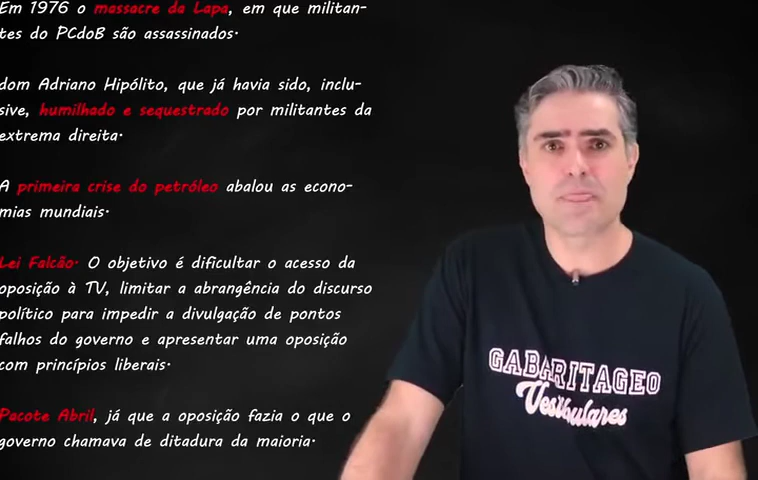 Em 1976 o massacre da Lapa, em que militan-
tes do PCdoB são assassinados.
dom Adriano Hipólito, que já havia sido, inclu-
sive, humilhado e sequestrado por militantes da
extrema direita.
A primeira crise do petróleo abalou as econo-
mias mundiais.
Lei Falcão. O objetivo é dificultar o acesso da
oposição à TV, limitar a abrangência do discurso
político para impedir a divulgação de pontos
falhos do governo e apresentar uma oposição
com princípios liberais.
Pacote Abril, já que a oposição fazia o que o
governo chamava de ditadura da maioria.
GABARITAGEO
Vestibulares